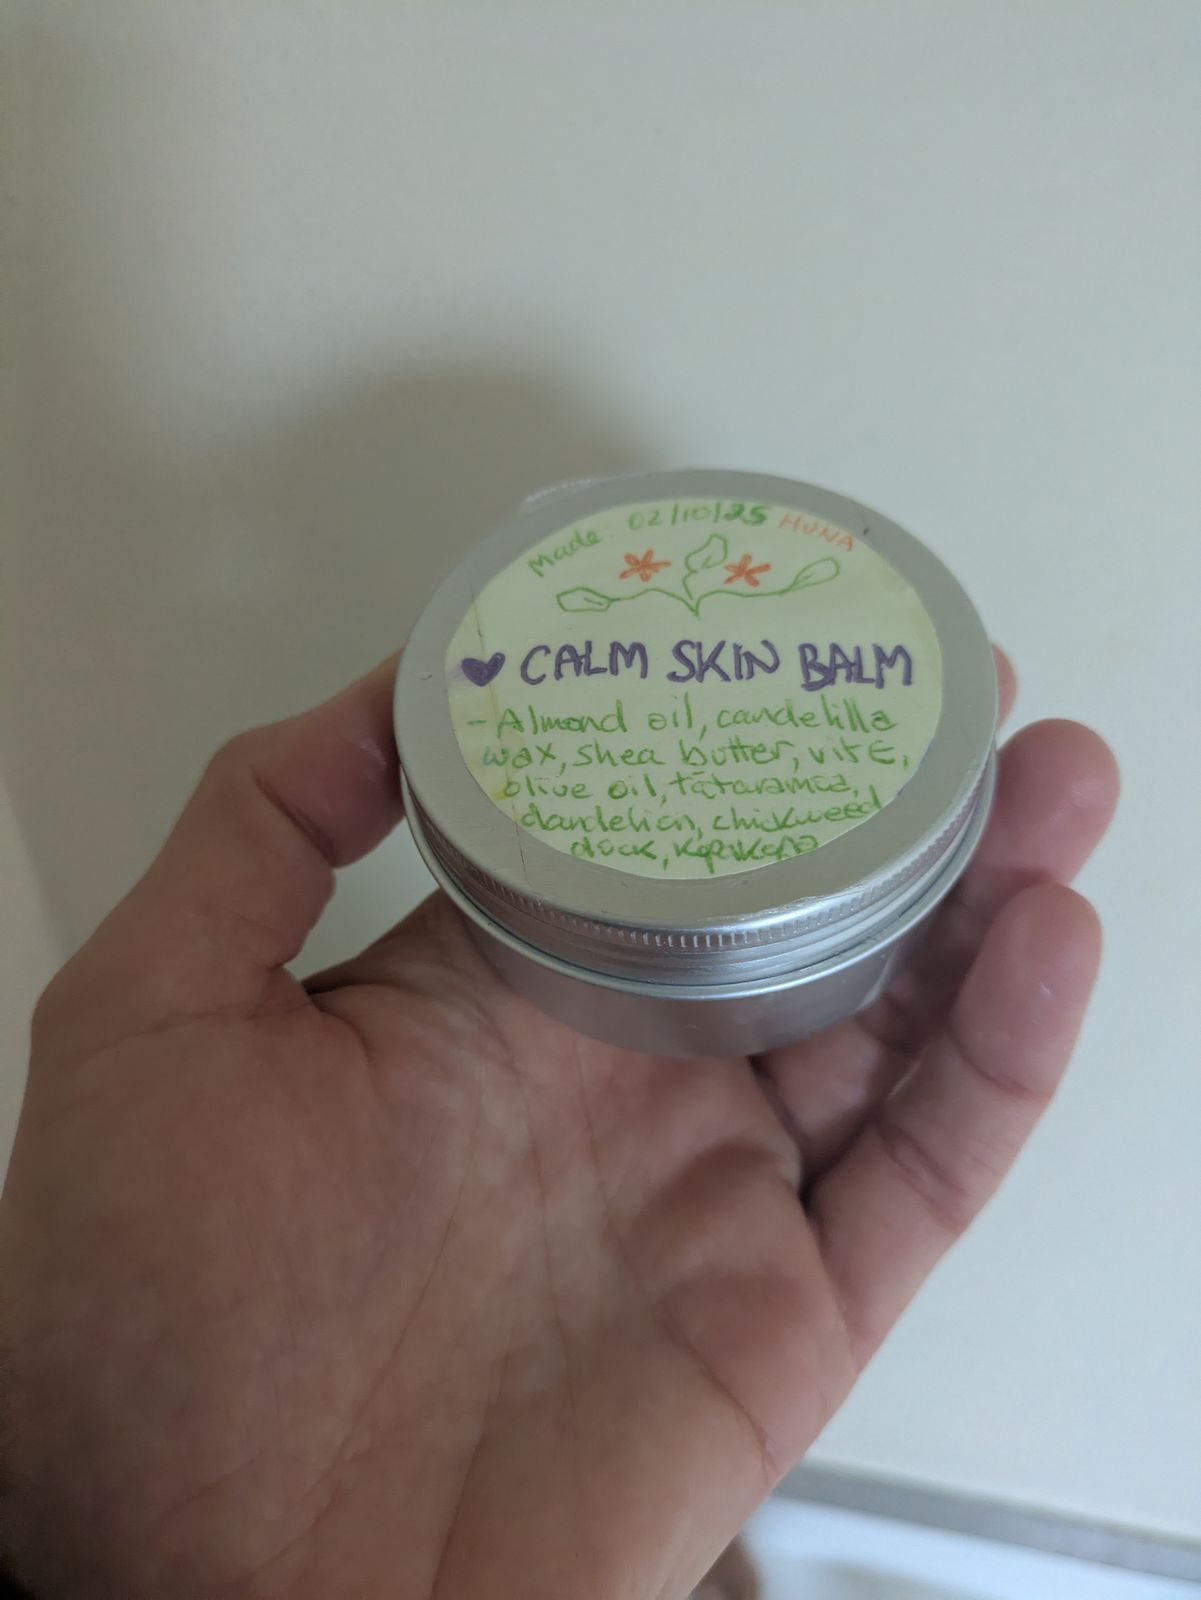 Made: 02/10/25 HUNA
♥ CALM SKIN BALM
- Almond oil, candelilla
wax, shea butter, vit E,
olive oil, tātaramoa,
dandelion, chickweed
dock, kawakawa